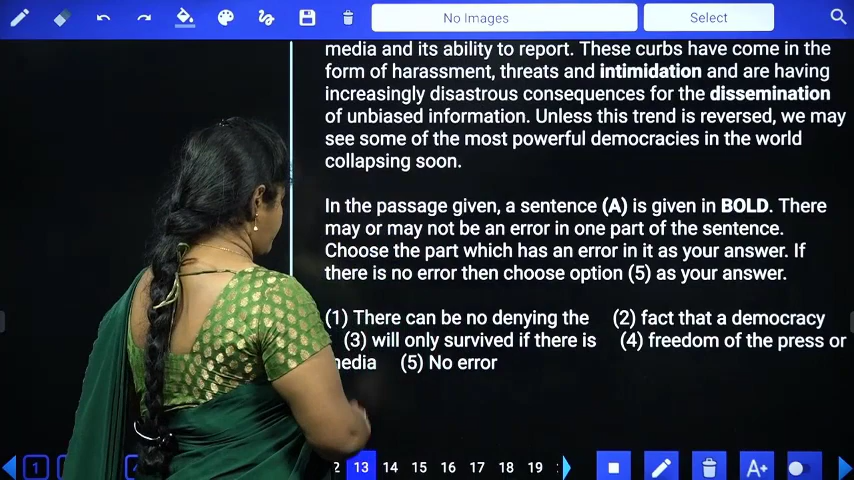 No Images
Select
media and its ability to report. These curbs have come in the
form of harassment, threats and intimidation and are having
increasingly disastrous consequences for the dissemination
of unbiased information. Unless this trend is reversed, we may
see some of the most powerful democracies in the world
collapsing soon.
In the passage given, a sentence (A) is given in BOLD. There
may or may not be an error in one part of the sentence.
Choose the part which has an error in it as your answer. If
there is no error then choose option (5) as your answer.
(1) There can be no denying the (2) fact that a democracy
(3) will only survived if there is (4) freedom of the press or
(5) No error
1 13 14 15 16 17 18 19
A+